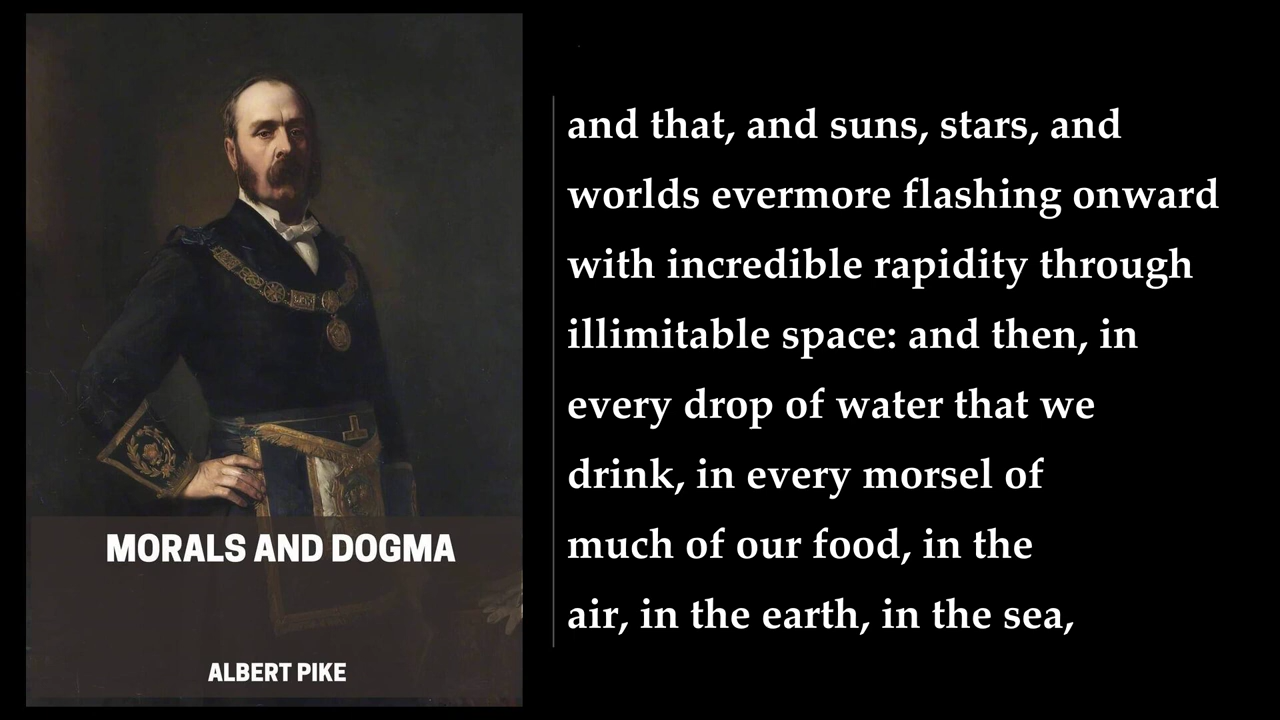 MORALS AND DOGMA
ALBERT PIKE
and that, and suns, stars, and
worlds evermore flashing onward
with incredible rapidity through
illimitable space: and then, in
every drop of water that we
drink, in every morsel of
much of our food, in the
air, in the earth, in the sea,